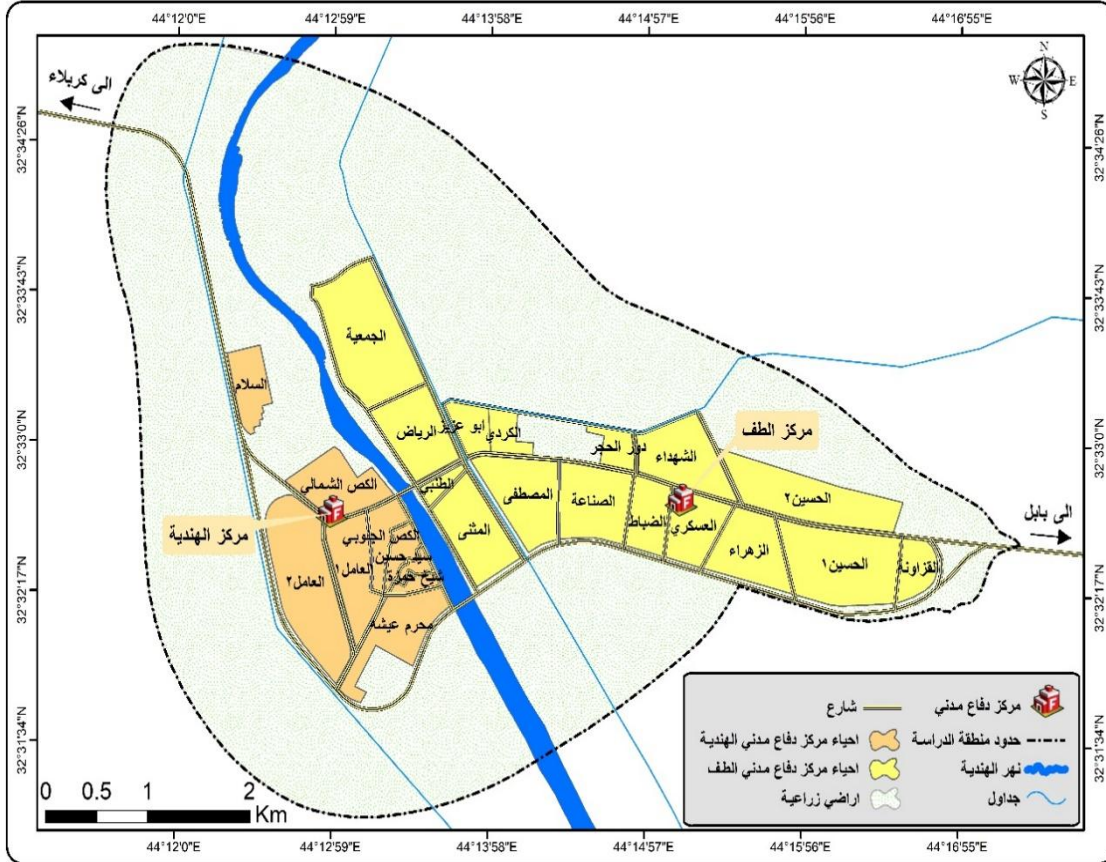 44°12'0"E 44°12'59"E 44°13'58"E 44°14'57"E 44°15'56"E 44°16'55"E
N
W E
S
الى كربلاء
32°34'26"N
32°34'26"N
32°33'43"N
32°33'43"N
الجمعية
السلام
الرياض
أبو عزيز
الكردي
دور الحجر
الشهداء
مركز الطف
32°33'0"N
32°33'0"N
الكص الشمالي
الطنبي
المثنى
المصطفى
الصناعة
الضباط
العسكري
الزهراء
الحسين٢
الحسين١
القزاونة
الى بابل
مركز الهندية
العامل٢
العامل١
الكص الجنوبي
سيد حسين
شيخ حمزة
محرم عيشه
32°32'17"N
32°32'17"N
32°31'34"N
32°31'34"N
مركز دفاع مدني
شارع
حدود منطقة الدراسة
احياء مركز دفاع مدني الهندية
نهر الهندية
احياء مركز دفاع مدني الطف
جداول
اراضي زراعية
0 0.5 1 2
Km
44°12'0"E 44°12'59"E 44°13'58"E 44°14'57"E 44°15'56"E 44°16'55"E